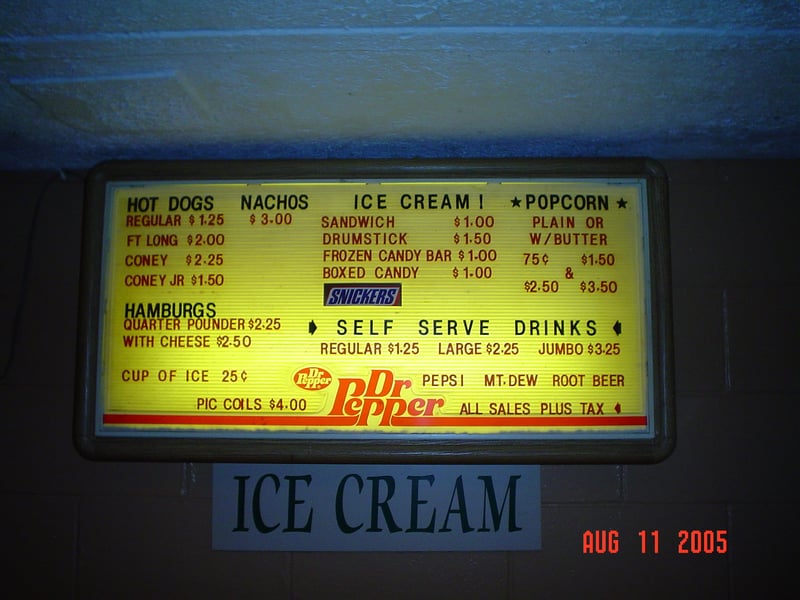 HOT DOGS
REGULAR $1.25
FT LONG $2.00
CONEY $2.25
CONEY JR $1.50
NACHOS
$3.00
ICE CREAM!
SANDWICH $1.00
DRUMSTICK $1.50
FROZEN CANDY BAR $1.00
BOXED CANDY $1.00
SNICKERS
★POPCORN★
PLAIN OR
W/BUTTER
75¢ $1.50
&
$2.50 $3.50
HAMBURGS
QUARTER POUNDER $2.25
WITH CHEESE $2.50
SELF SERVE DRINKS
REGULAR $1.25 LARGE $2.25 JUMBO $3.25
CUP OF ICE 25¢
Dr Pepper
Dr Pepper
PEPSI MT.DEW ROOT BEER
PIC COILS $4.00
ALL SALES PLUS TAX
ICE CREAM
AUG 11 2005